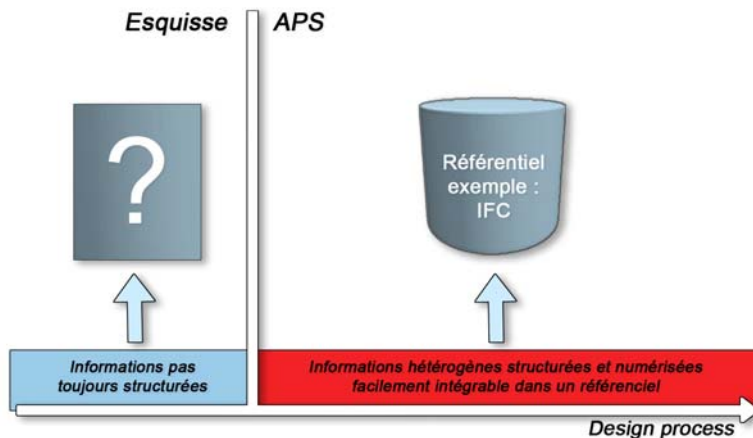 Esquisse
APS
?
Référentiel
exemple :
IFC
Informations pas
toujours structurées
Informations hétérogènes structurées et numérisées
facilement intégrable dans un référenciel
Design process